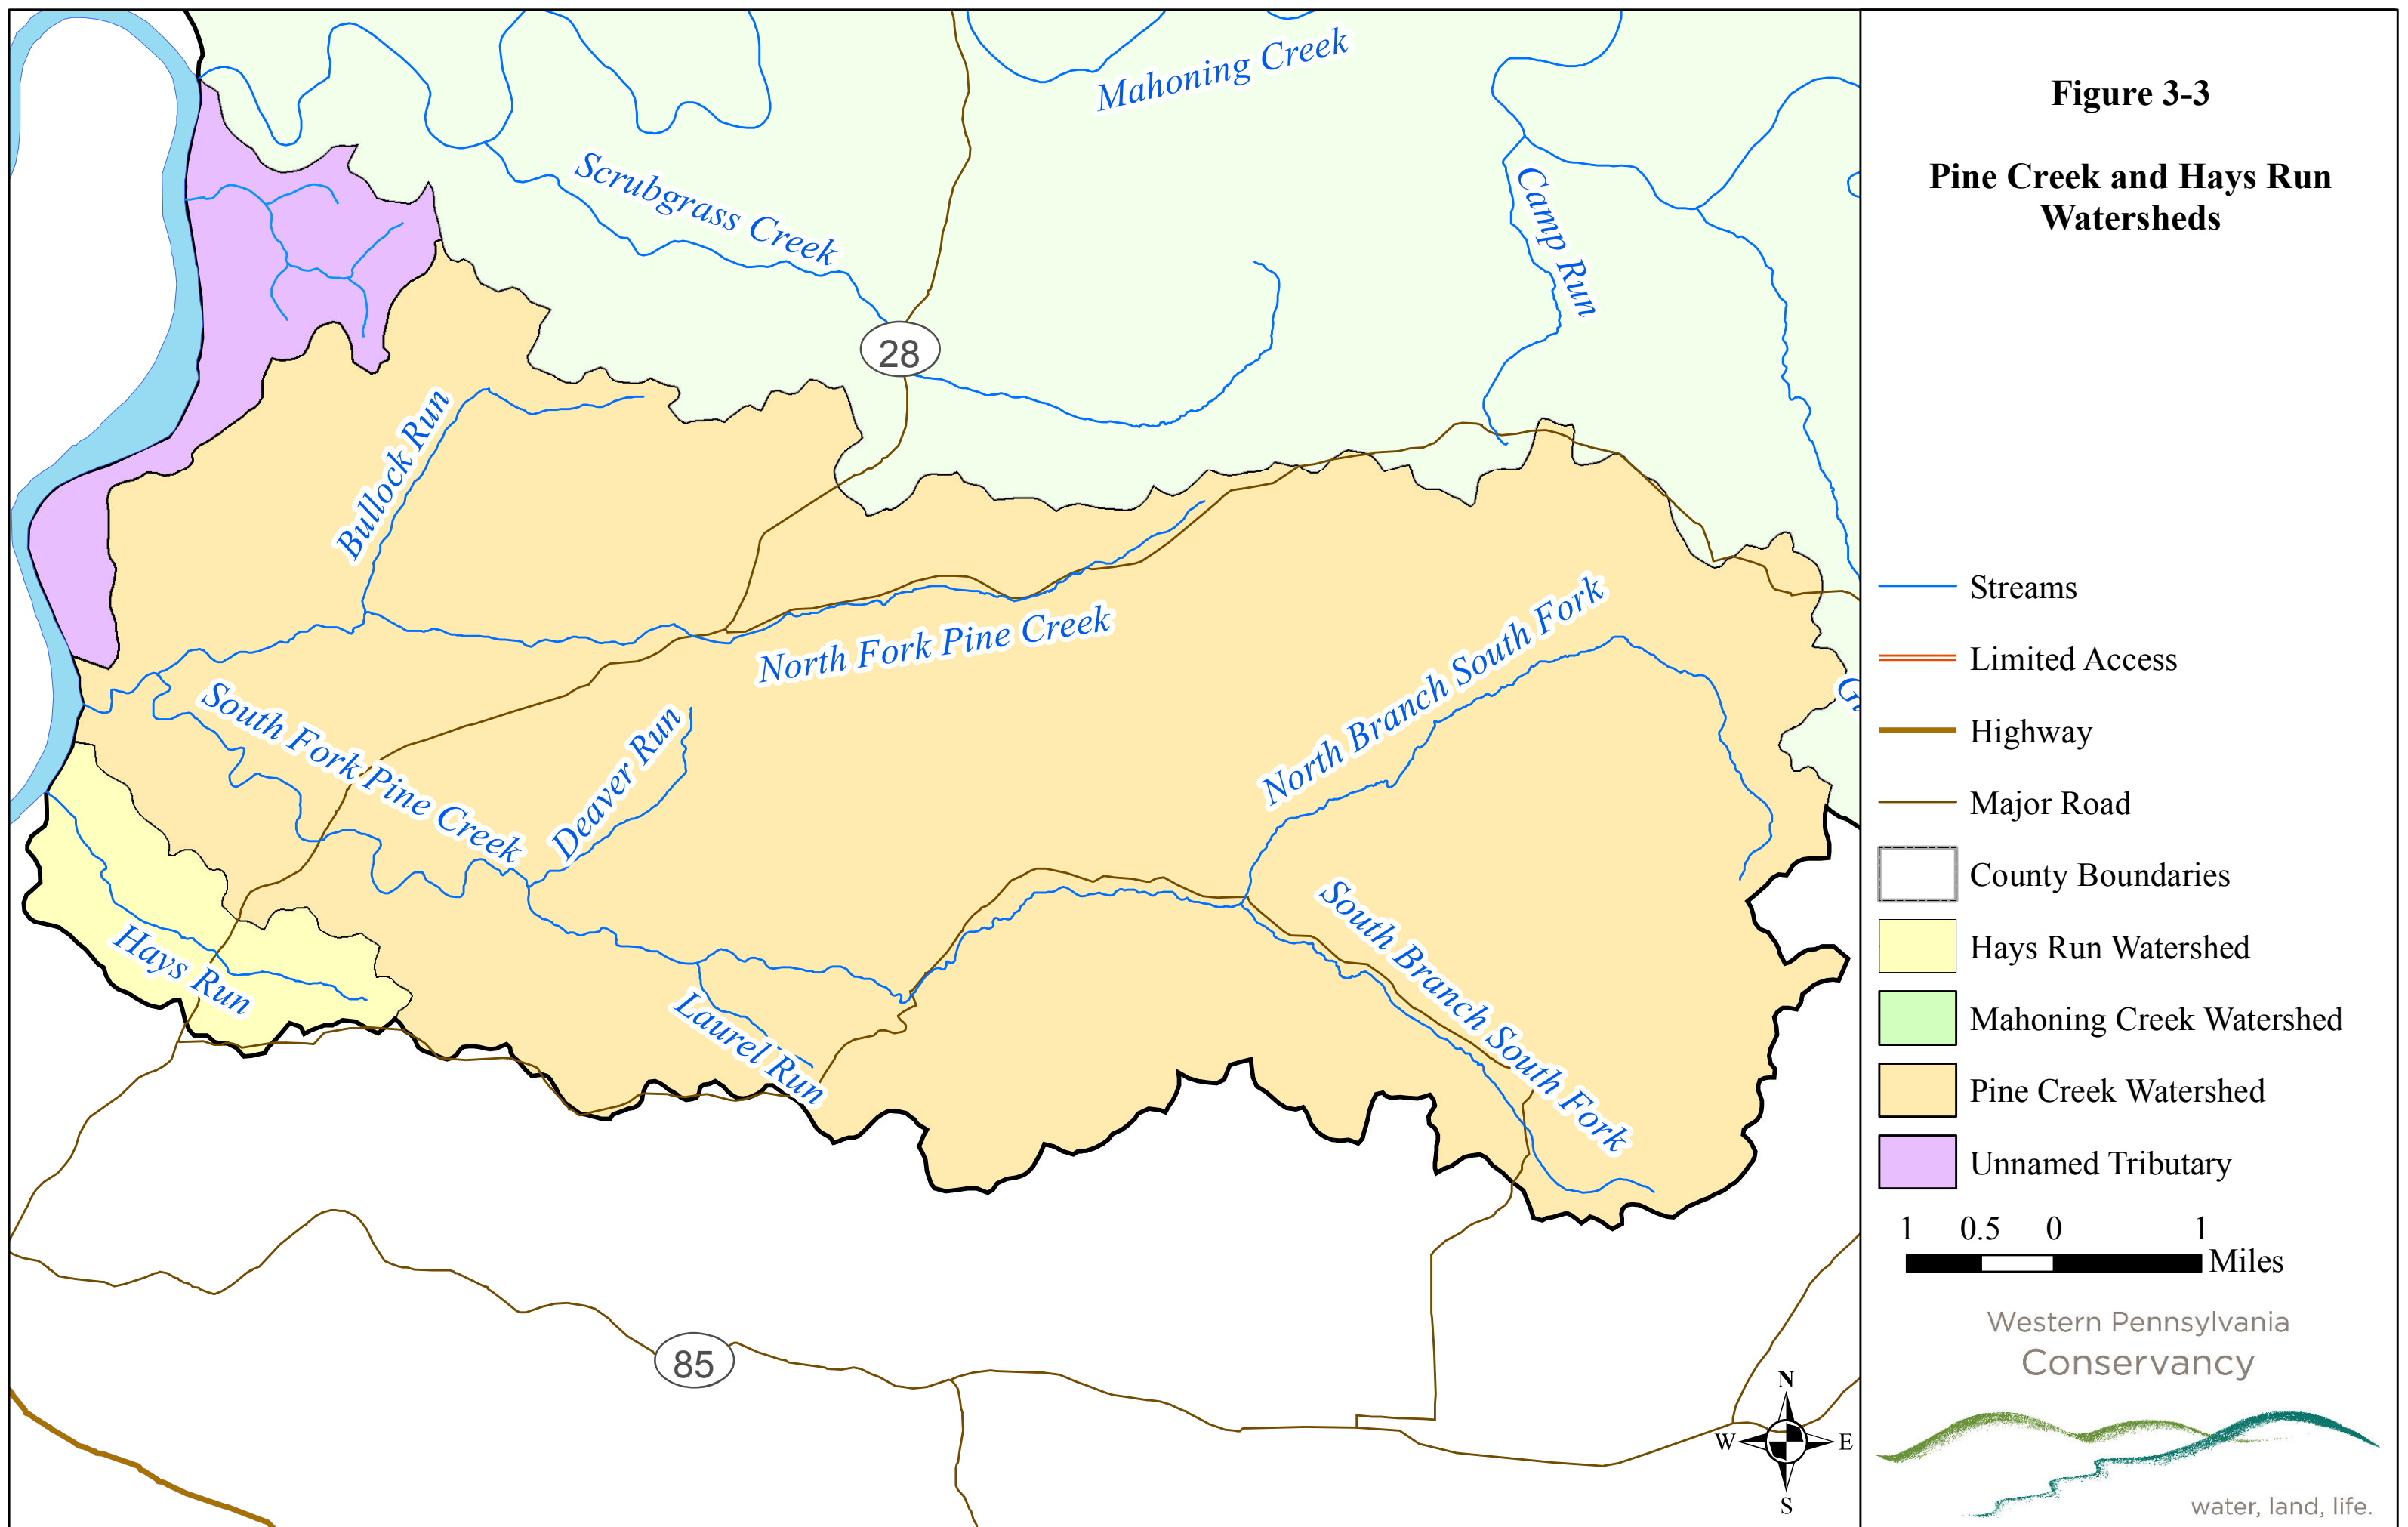 Mahoning Creek
Scrubgrass Creek
Camp Run
28
Bullock Run
North Fork Pine Creek
North Branch South Fork
South Fork Pine Creek
Deaver Run
South Branch South Fork
Hays Run
Laurel Run
85
N
W
E
S
Figure 3-3
Pine Creek and Hays Run
Watersheds
Streams
Limited Access
Highway
Major Road
County Boundaries
Hays Run Watershed
Mahoning Creek Watershed
Pine Creek Watershed
Unnamed Tributary
1 0.5 0 1
Miles
Western Pennsylvania
Conservancy
water, land, life.